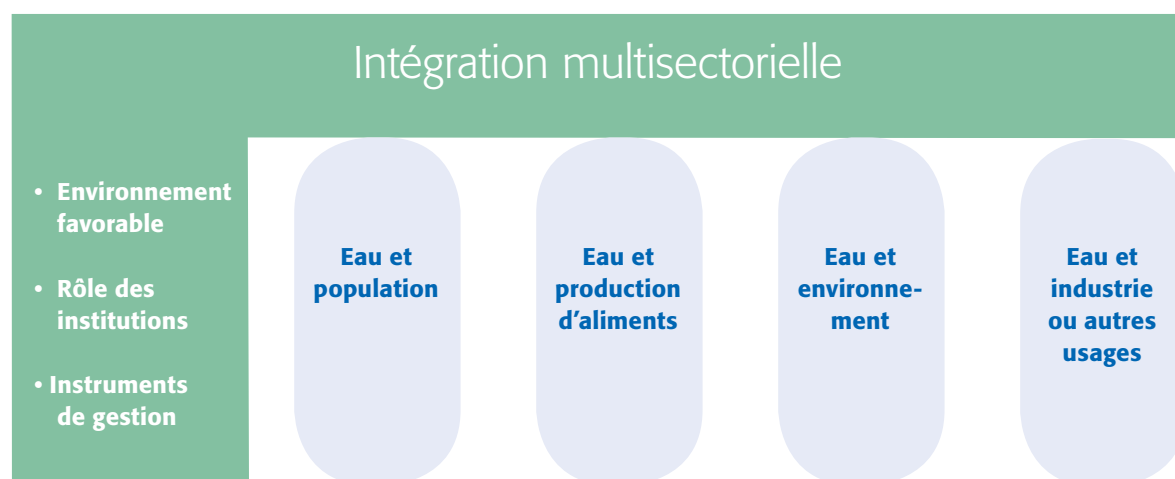 Intégration multisectorielle
• Environnement
favorable
• Rôle des
institutions
• Instruments
de gestion
Eau et
population
Eau et
production
d’aliments
Eau et
environne-
ment
Eau et
industrie
ou autres
usages